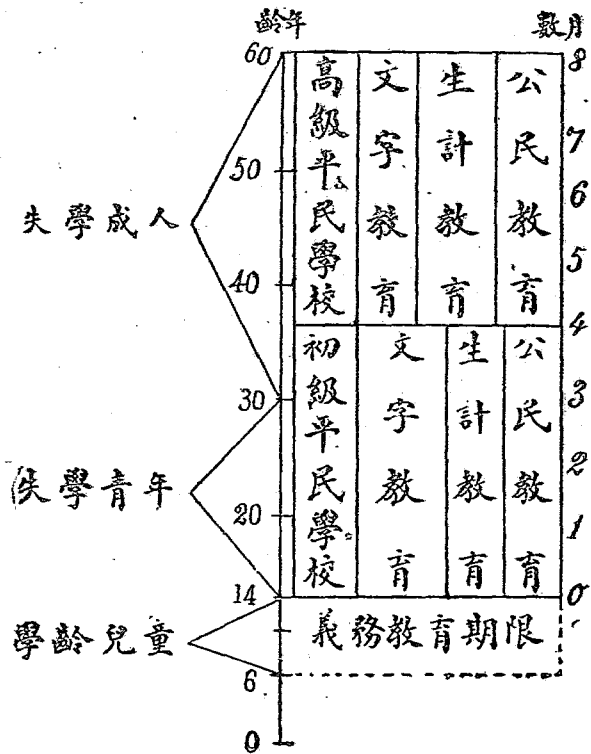 年齡
月數
60
50
40
30
20
14
6
0
8
7
6
5
4
3
2
1
0
失學成人
失學青年
學齡兒童
高級平民學校
文字教育
生計教育
公民教育
初級平民學校
文字教育
生計教育
公民教育
義務教育期限